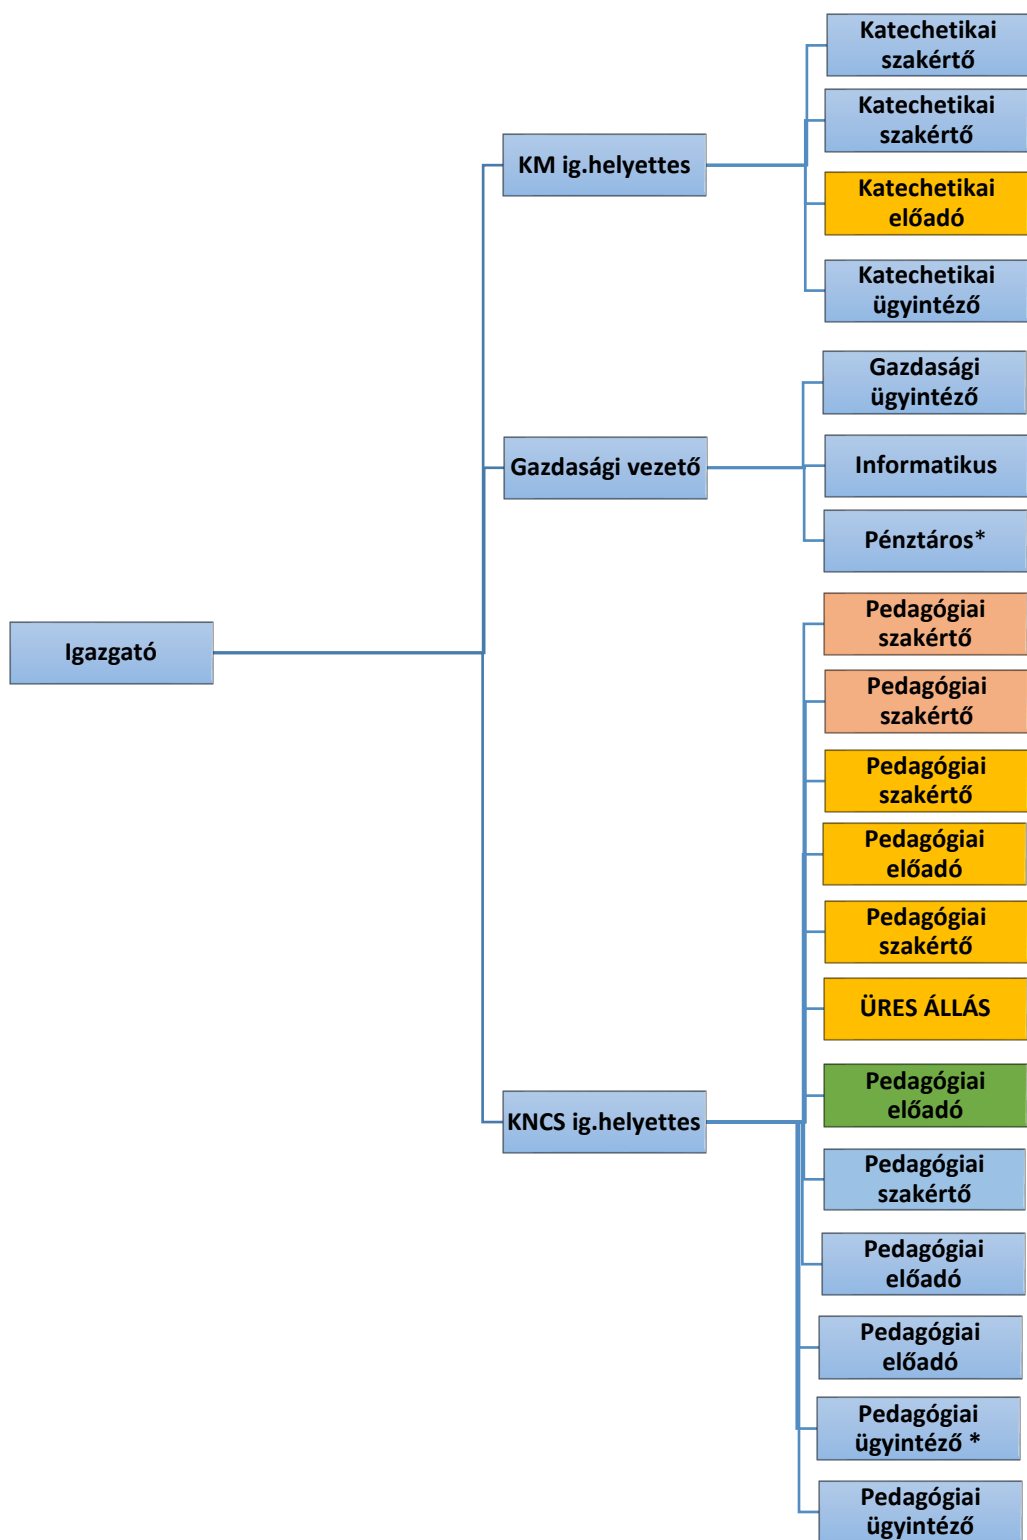 Igazgató
KM ig.helyettes
Katechetikai
szakértő
Katechetikai
szakértő
Katechetikai
előadó
Katechetikai
ügyintéző
Gazdasági vezető
Gazdasági
ügyintéző
Informatikus
Pénztáros*
KNCS ig.helyettes
Pedagógiai
szakértő
Pedagógiai
szakértő
Pedagógiai
szakértő
Pedagógiai
előadó
Pedagógiai
szakértő
ÜRES ÁLLÁS
Pedagógiai
előadó
Pedagógiai
szakértő
Pedagógiai
előadó
Pedagógiai
előadó
Pedagógiai
ügyintéző *
Pedagógiai
ügyintéző